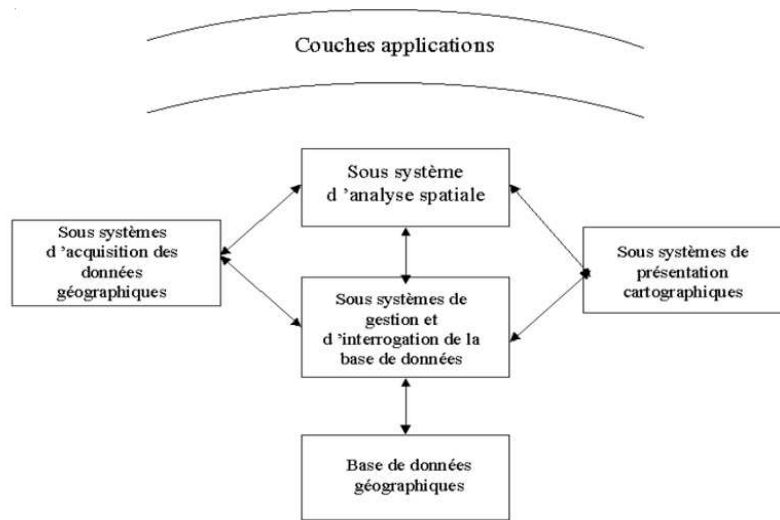 Couches applications
Sous système
d 'analyse spatiale
Sous systèmes
d 'acquisition des
données
géographiques
Sous systèmes de
présentation
cartographiques
Sous systèmes de
gestion et
d 'interrogation de la
base de données
Base de données
géographiques